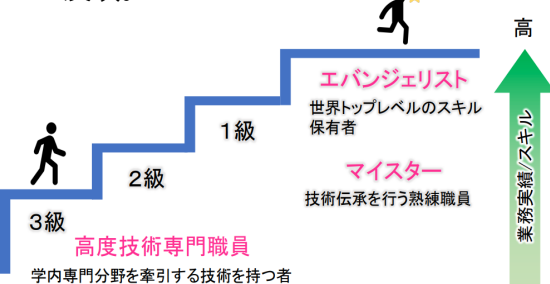 高
エバンジェリスト
世界トップレベルのスキル
保有者
1級
マイスター
2級
技術伝承を行う熟練職員
3級
高度技術専門職員
学内専門分野を牽引する技術を持つ者
業務実績/スキル